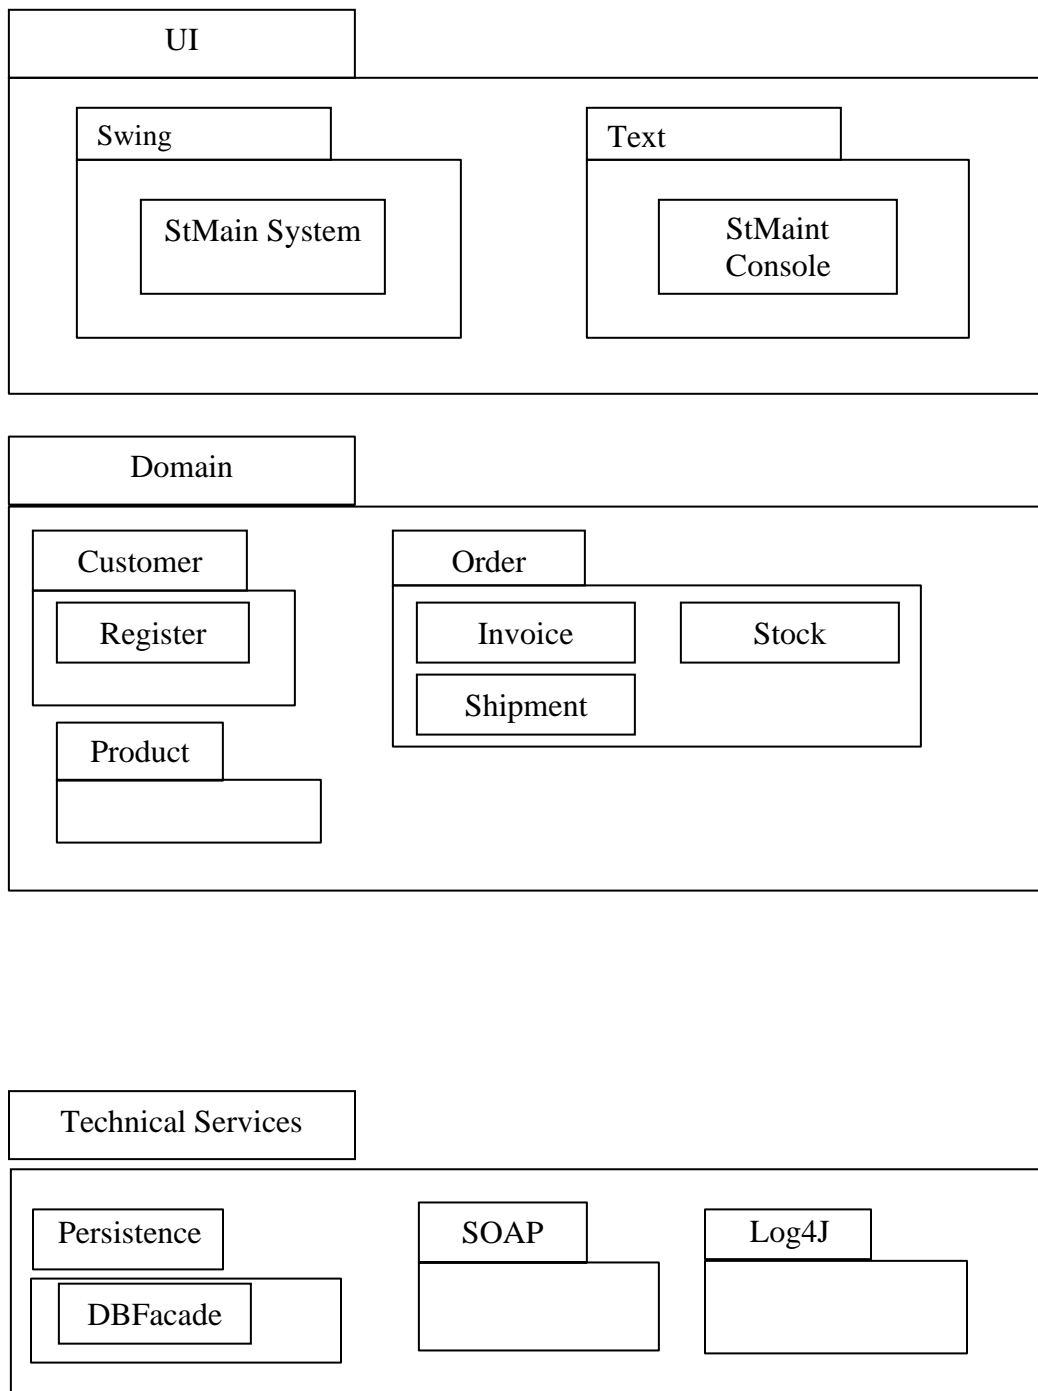 UI
Swing
Text
StMain System
StMaint
Console
Domain
Customer
Order
Register
Invoice
Stock
Shipment
Product
Technical Services
Persistence
SOAP
Log4J
DBFacade